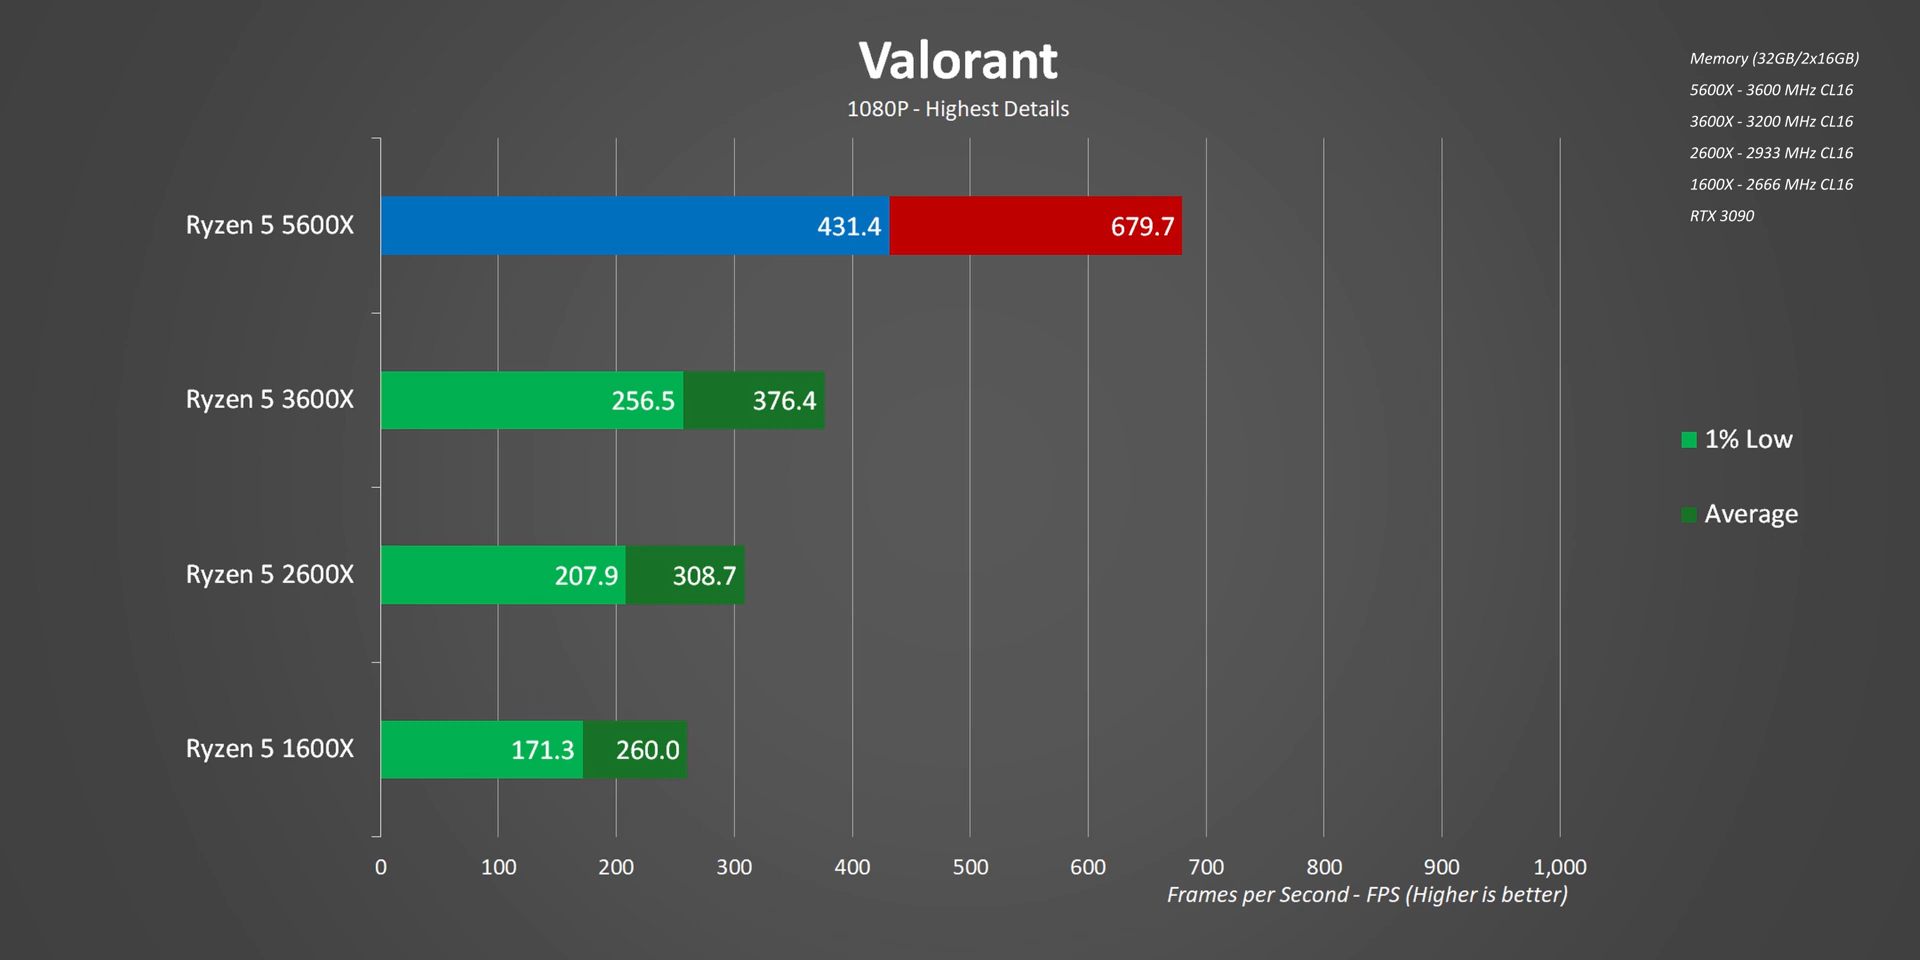 Valorant
1080P - Highest Details
Memory (32GB/2x16GB)
5600X - 3600 MHz CL16
3600X - 3200 MHz CL16
2600X - 2933 MHz CL16
1600X - 2666 MHz CL16
RTX 3090
Ryzen 5 5600X 431.4 679.7
Ryzen 5 3600X 256.5 376.4
Ryzen 5 2600X 207.9 308.7
Ryzen 5 1600X 171.3 260.0
1% Low
Average
0 100 200 300 400 500 600 700 800 900 1,000
Frames per Second - FPS (Higher is better)